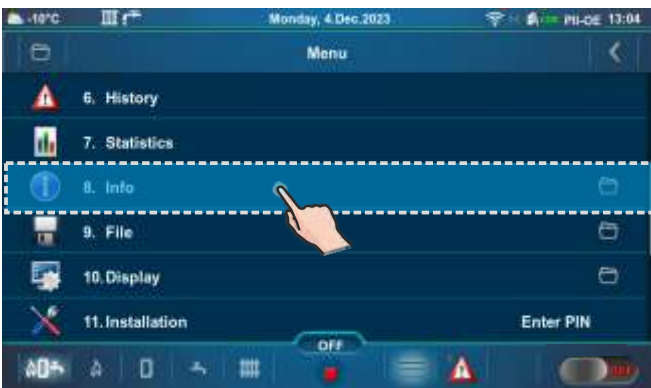 -10°C Monday, 4.Dec.2023 PII-OE 13:04
Menu
6. History
7. Statistics
8. Info
9. File
10.Display
11.Installation Enter PIN
OFF
OFF